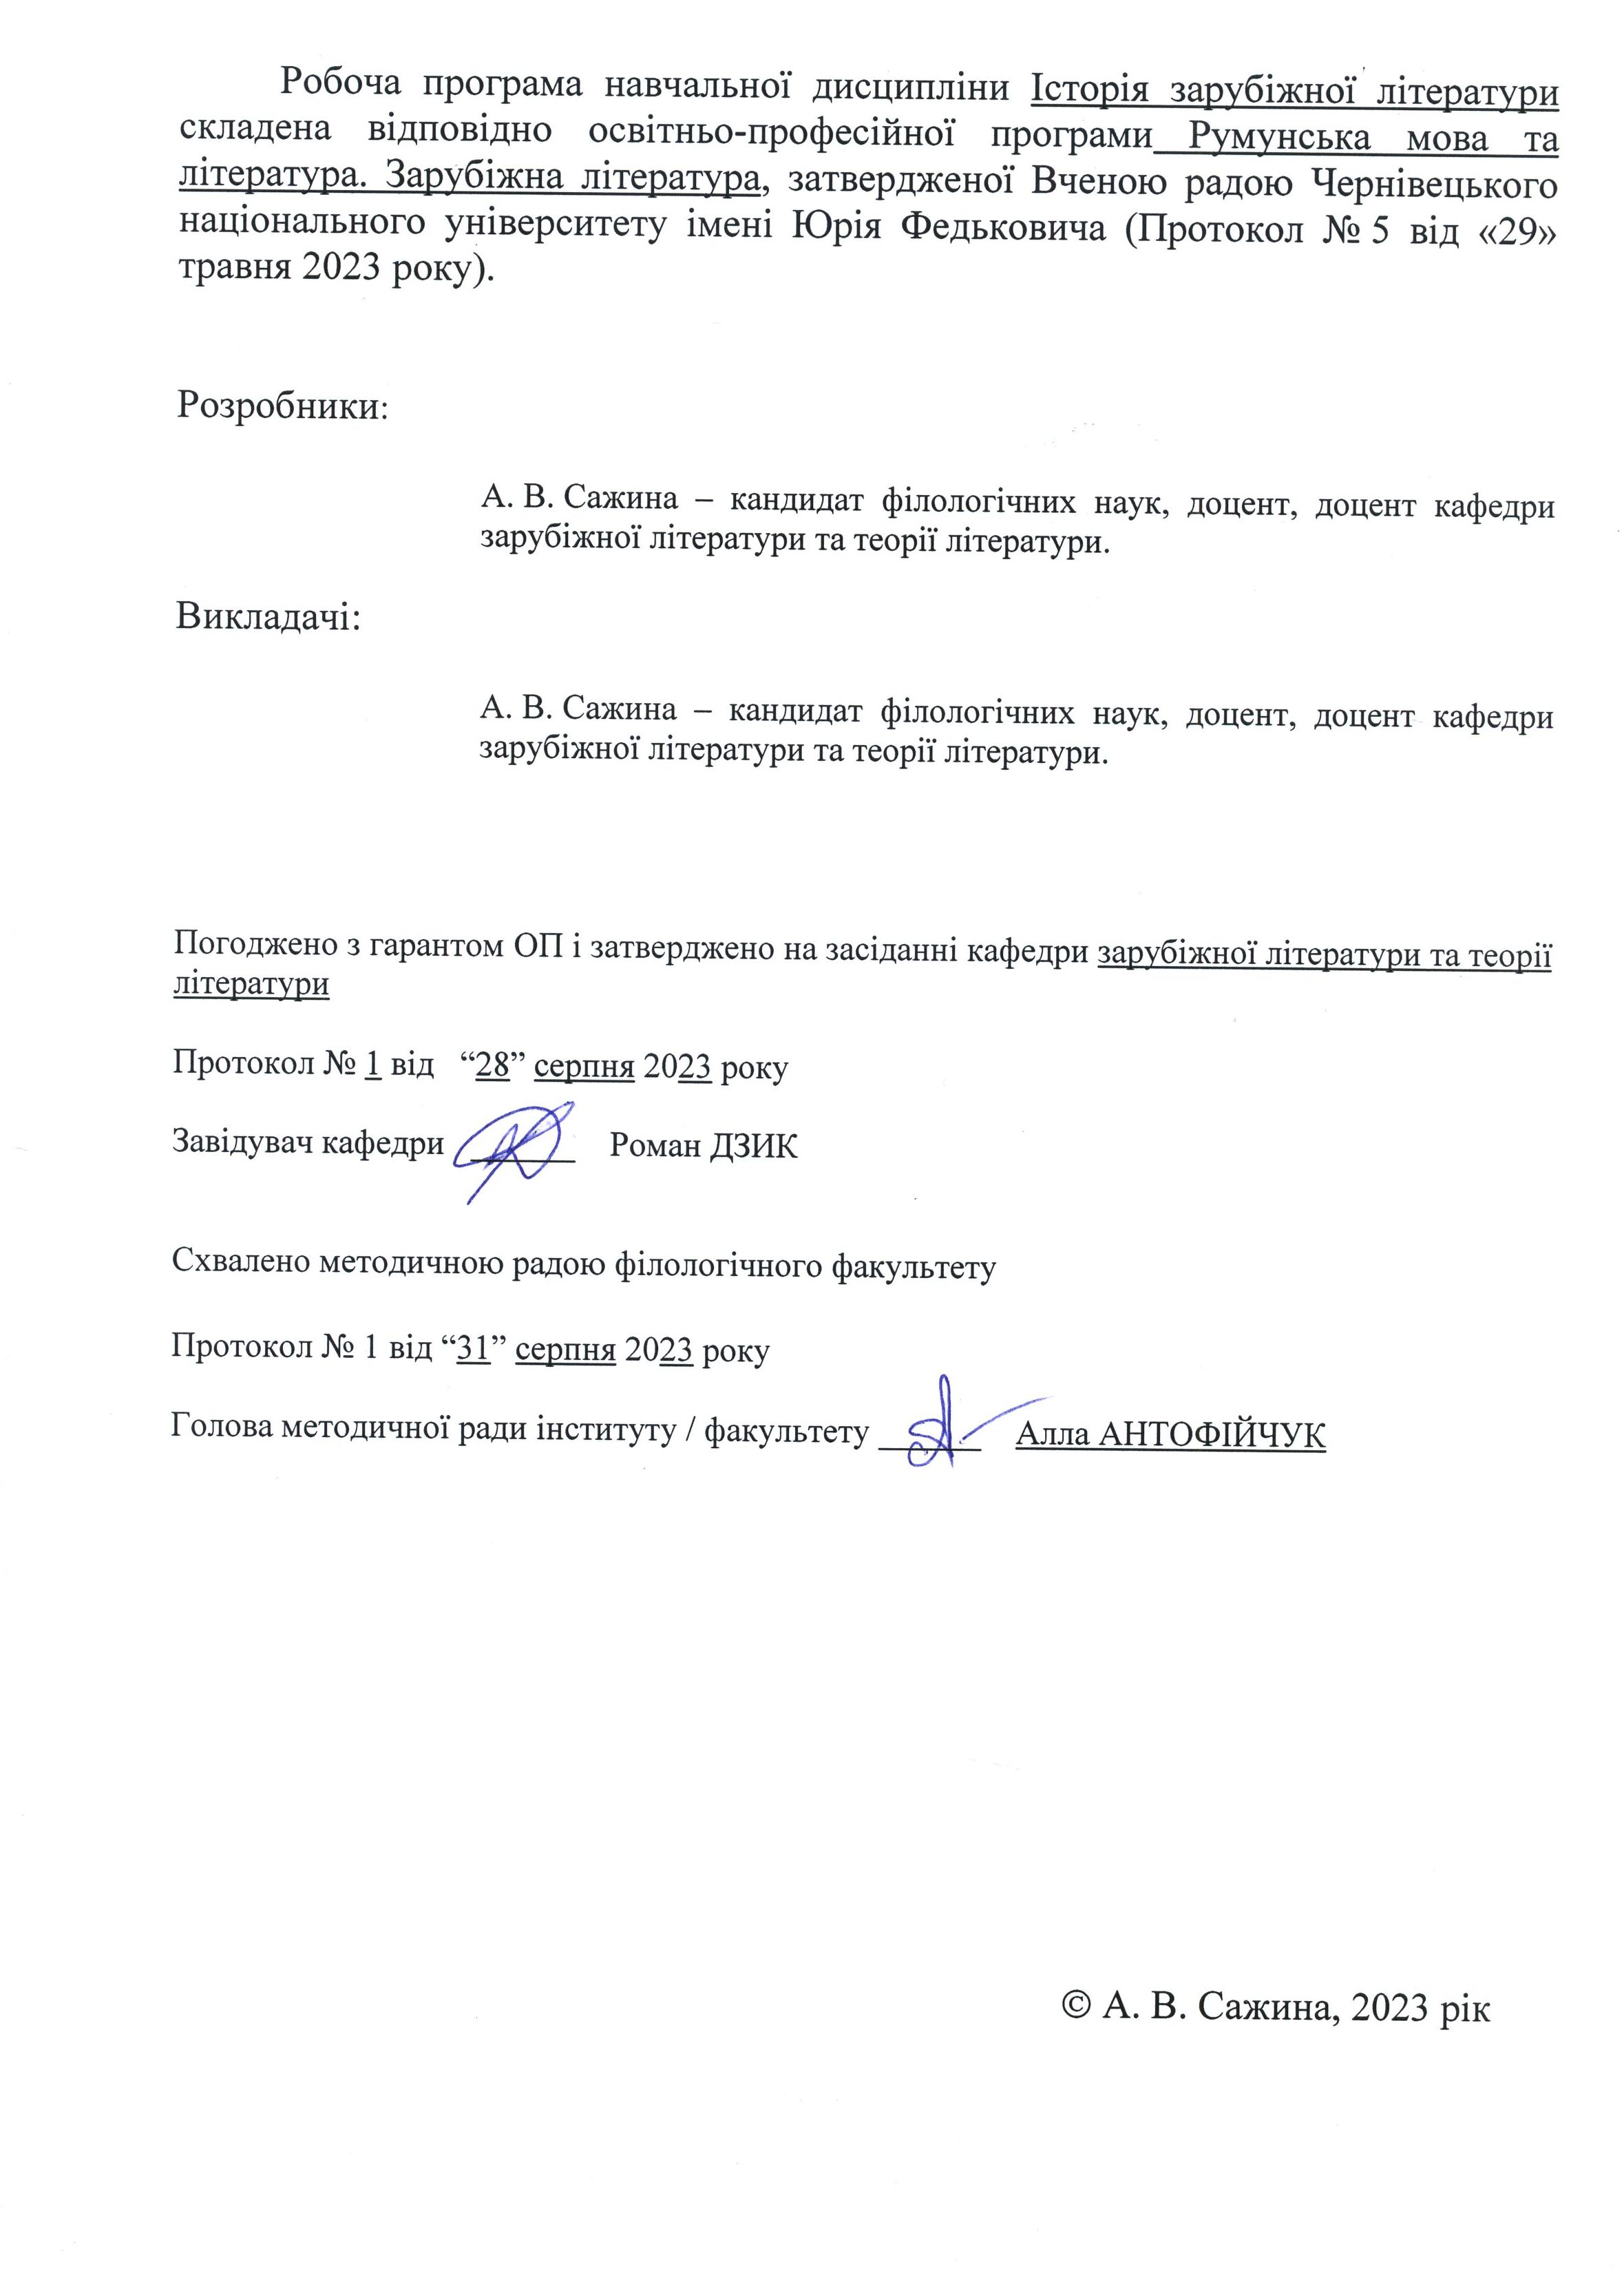 Робоча програма навчальної дисципліни Історія зарубіжної літератури
складена відповідно освітньо-професійної програми Румунська мова та
література. Зарубіжна література, затвердженої Вченою радою Чернівецького
національного університету імені Юрія Федьковича (Протокол № 5 від «29»
травня 2023 року).
Розробники:
А. В. Сажина – кандидат філологічних наук, доцент, доцент кафедри
зарубіжної літератури та теорії літератури.
Викладачі:
А. В. Сажина – кандидат філологічних наук, доцент, доцент кафедри
зарубіжної літератури та теорії літератури.
Погоджено з гарантом ОП і затверджено на засіданні кафедри зарубіжної літератури та теорії
літератури
Протокол № 1 від “28” серпня 2023 року
Завідувач кафедри ______ Роман ДЗИК
Схвалено методичною радою філологічного факультету
Протокол № 1 від “31” серпня 2023 року
Голова методичної ради інституту / факультету ______ Алла АНТОФІЙЧУК
© А. В. Сажина, 2023 рік